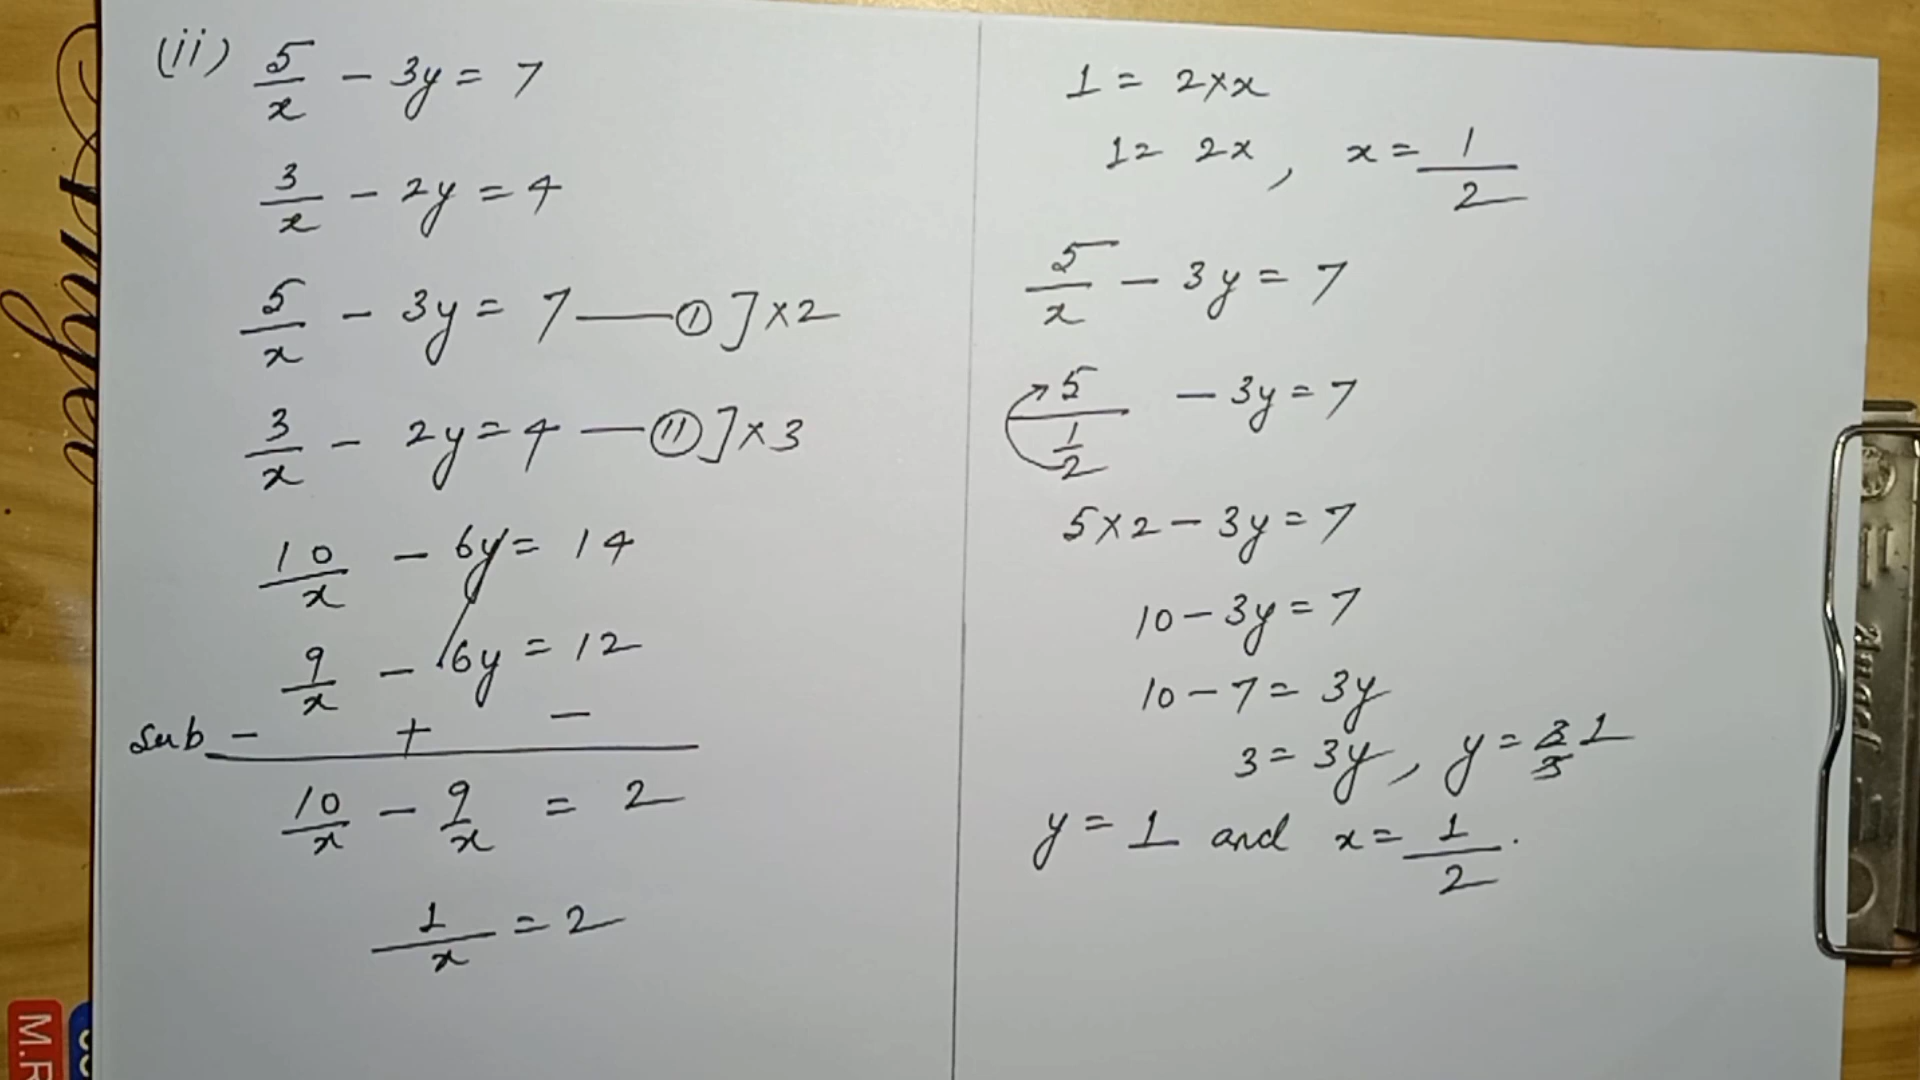 (ii) 5/x - 3y = 7
3/x - 2y = 4
5/x - 3y = 7 —— (I) ] ×2
3/x - 2y = 4 —— (II) ] ×3
10/x - 6y = 14
9/x - 6y = 12
Sub - + -
10/x - 9/x = 2
1/x = 2
1 = 2×x
1 = 2x, x = 1/2
5/x - 3y = 7
5/(1/2) - 3y = 7
5×2 - 3y = 7
10 - 3y = 7
10 - 7 = 3y
3 = 3y, y = 3/3 1
y = 1 and x = 1/2.
M.R